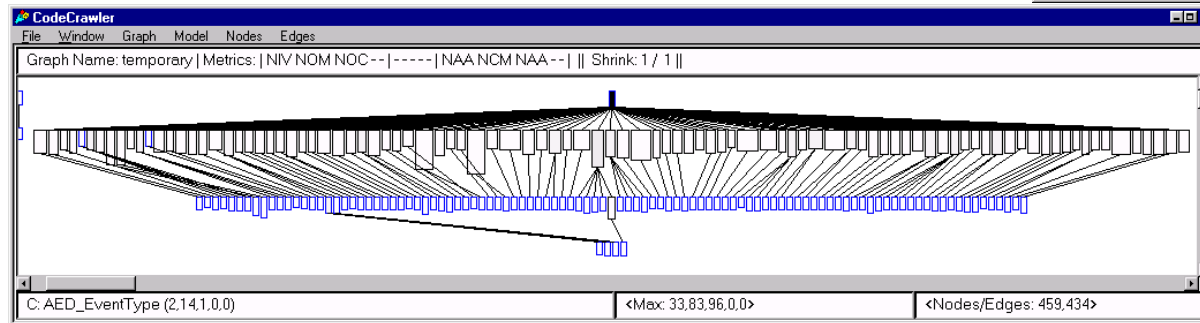 CodeCrawler
File Window Graph Model Nodes Edges
Graph Name: temporary | Metrics: | NIV NOM NOC--|-----| NAA NCM NAA--| || Shrink: 1 / 1 ||
C: AED_EventType (2,14,1,0,0) <Max: 33,83,96,0,0> <Nodes/Edges: 459,434>